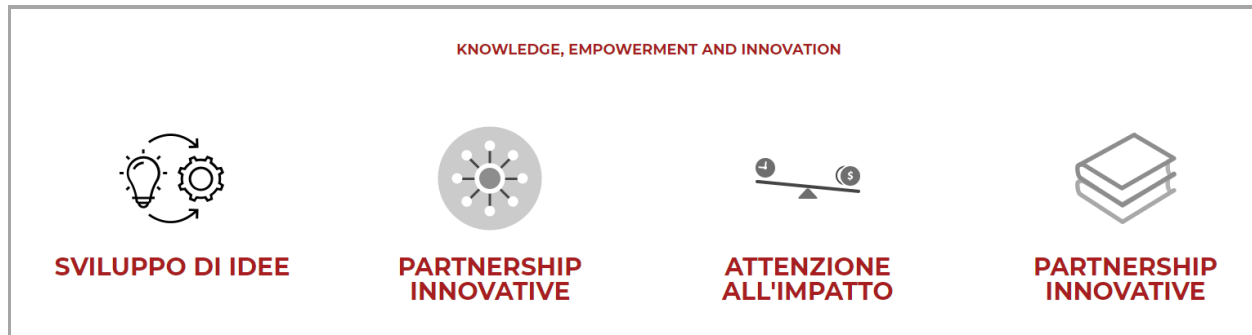 KNOWLEDGE, EMPOWERMENT AND INNOVATION
$
SVILUPPO DI IDEE
PARTNERSHIP
INNOVATIVE
ATTENZIONE
ALL'IMPATTO
PARTNERSHIP
INNOVATIVE